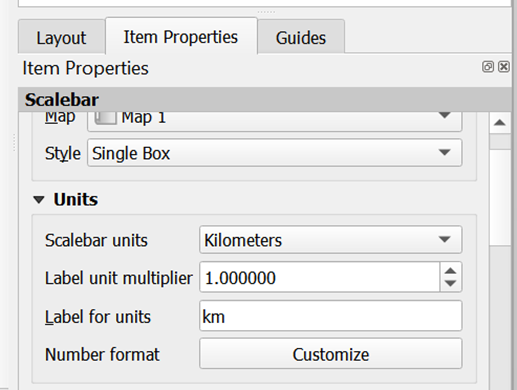 Layout Item Properties Guides
Item Properties
Scalebar
Map Map 1
Style Single Box
Units
Scalebar units Kilometers
Label unit multiplier 1.000000
Label for units km
Number format Customize